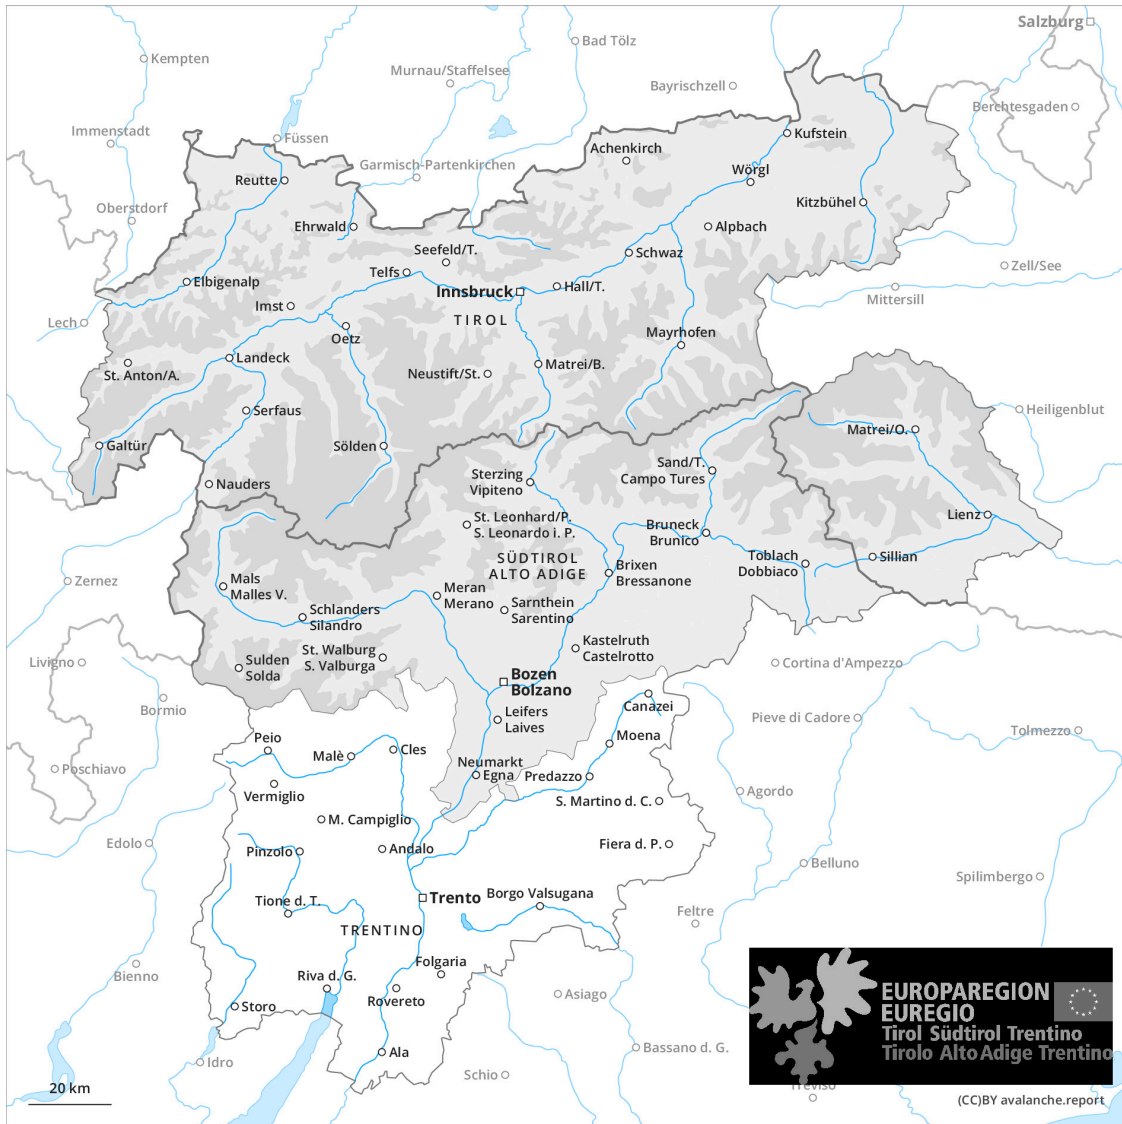 Salzburg
Bad Tölz
Kempten
Murnau/Staffelsee
Bayrischzell
Berchtesgaden
Immenstadt
Füssen
Kufstein
Achenkirch
Garmisch-Partenkirchen
Wörgl
Reutte
Kitzbühel
Oberstdorf
Ehrwald
Alpbach
Seefeld/T.
Schwaz
Zell/See
Telfs
Elbigenalp
Hall/T.
Innsbruck
Mittersill
Imst
TIROL
Lech
Oetz
Mayrhofen
Landeck
Matrei/B.
St. Anton/A.
Neustift/St.
Serfaus
Heiligenblut
Matrei/O.
Galtür
Sölden
Sand/T.
Campo Tures
Sterzing
Vipiteno
Nauders
St. Leonhard/P.
S. Leonardo i. P.
Bruneck
Brunico
Lienz
SÜDTIROL
ALTO ADIGE
Toblach
Dobbiaco
Sillian
Brixen
Bressanone
Zernez
Mals
Malles V.
Meran
Merano
Sarnthein
Sarentino
Schlanders
Silandro
Kastelruth
Castelrotto
St. Walburg
S. Valburga
Livigno
Sulden
Solda
Cortina d'Ampezzo
Bozen
Bolzano
Bormio
Canazei
Leifers
Laives
Pieve di Cadore
Tolmezzo
Peio
Moena
Malè
Cles
Neumarkt
Egna
Poschiavo
Predazzo
Vermiglio
Agordo
S. Martino d. C.
M. Campiglio
Edolo
Fiera d. P.
Pinzolo
Andalo
Belluno
Spilimbergo
Tione d. T.
Trento
Borgo Valsugana
Feltre
TRENTINO
Bienno
Folgaria
Riva d. G.
Rovereto
Asiago
Storo
EUROPAREGION
EUREGIO
Tirol Südtirol Trentino
Tirolo Alto Adige Trentino
Ala
Idro
Bassano d. G.
Schio
Treviso
20 km
(CC)BY avalanche.report